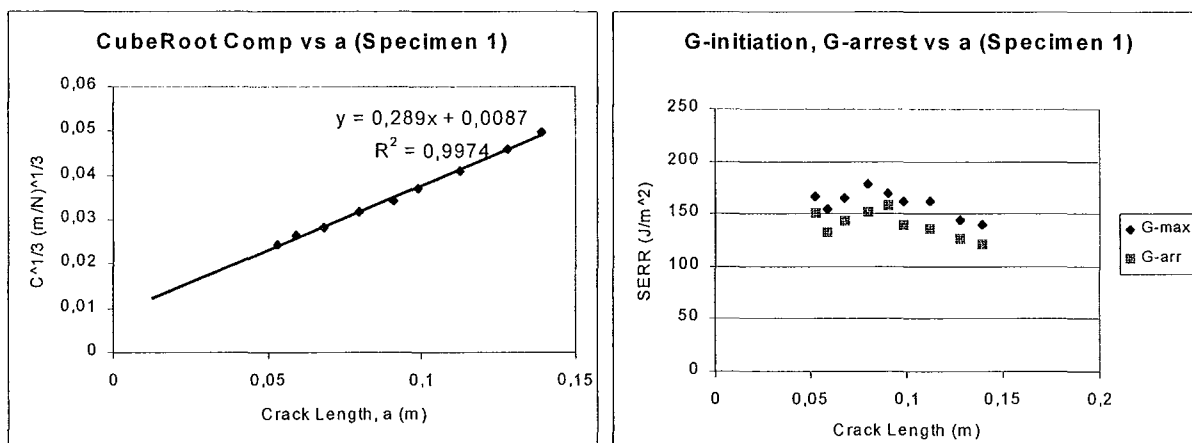 CubeRoot Comp vs a (Specimen 1)
0,06
0,05
0,04
0,03
0,02
0,01
0
C^1/3 (m/N)^1/3
y = 0,289x + 0,0087
R² = 0,9974
0
0,05
0,1
0,15
Crack Length, a (m)
G-initiation, G-arrest vs a (Specimen 1)
250
200
150
100
50
0
SERR (J/m^2)
0
0,05
0,1
0,15
0,2
Crack Length (m)
G-max
G-arr